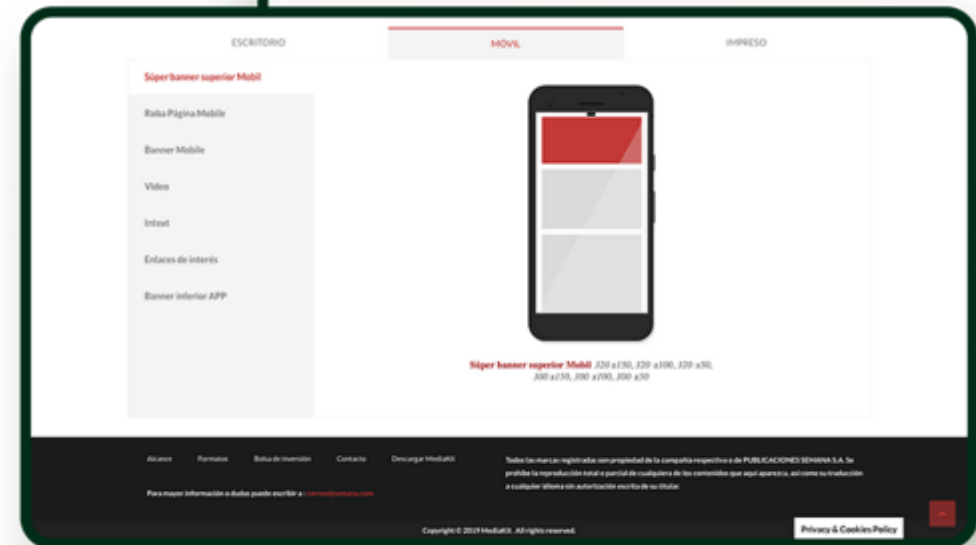 ESCRITORIO
MÓVIL
IMPRESO
Súper banner superior Mobil
Roba Página Mobile
Banner Mobile
Video
Intext
Enlaces de interés
Banner inferior APP
Súper banner superior Mobil 320 x150, 320 x100, 320 x50,
300 x150, 300 x100, 300 x50
Alcance Formatos Bolsa de inversión Contacto Descargar MediaKit
Para mayor información o dudas puede escribir a : correo@semana.com
Todas las marcas registradas son propiedad de la compañía respectiva o de PUBLICACIONES SEMANA S.A. Se
prohíbe la reproducción total o parcial de cualquiera de los contenidos que aquí aparezca, así como su traducción
a cualquier idioma sin autorización escrita de su titular.
Copyright © 2019 MediaKit. All rights reserved.
Privacy & Cookies Policy